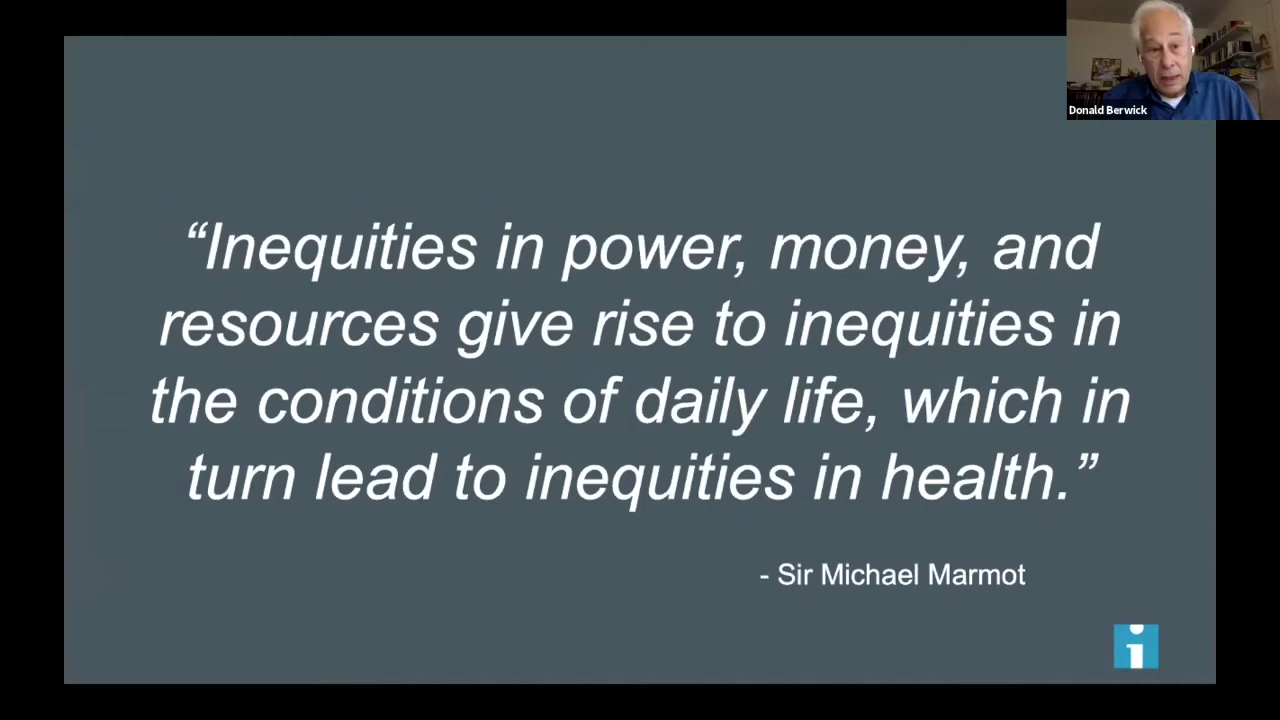 Donald Berwick
“Inequities in power, money, and
resources give rise to inequities in
the conditions of daily life, which in
turn lead to inequities in health.”
- Sir Michael Marmot
i